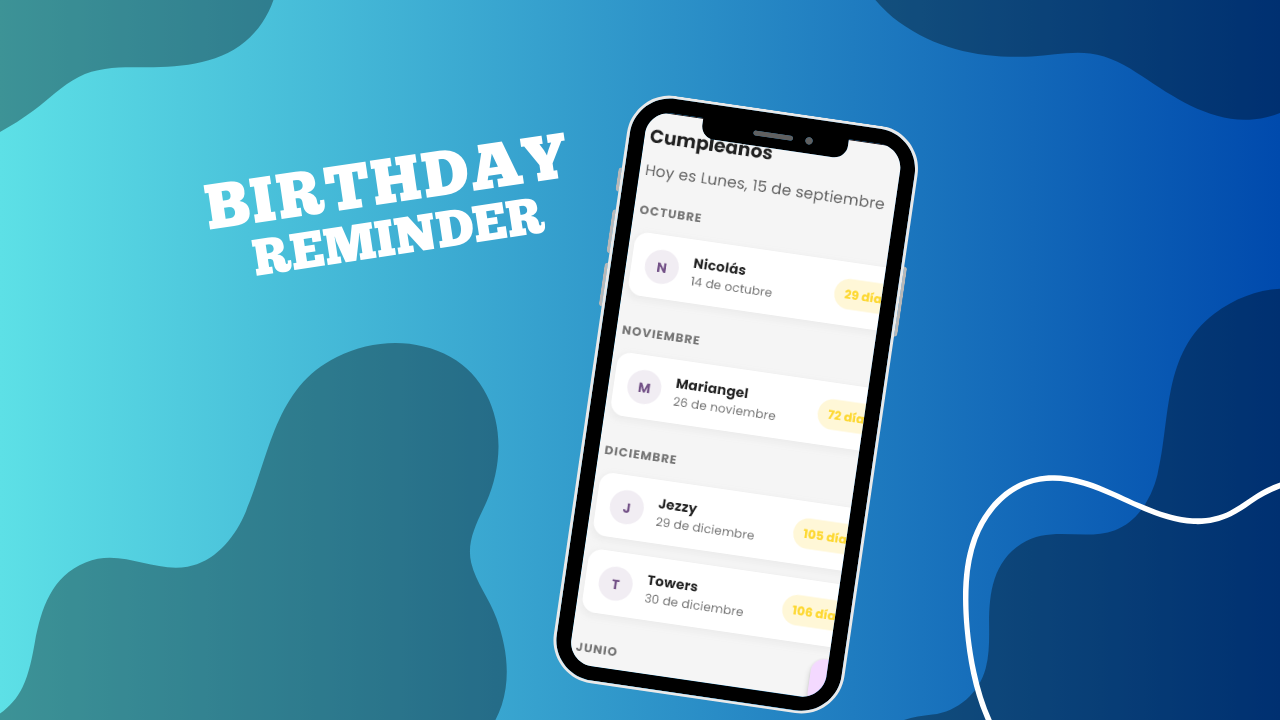 BIRTHDAY
REMINDER
Cumpleaños
Hoy es Lunes, 15 de septiembre
OCTUBRE
N
Nicolás
14 de octubre
29 día
NOVIEMBRE
M
Mariangel
26 de noviembre
72 día
DICIEMBRE
J
Jezzy
29 de diciembre
105 día
T
Towers
30 de diciembre
106 día
JUNIO